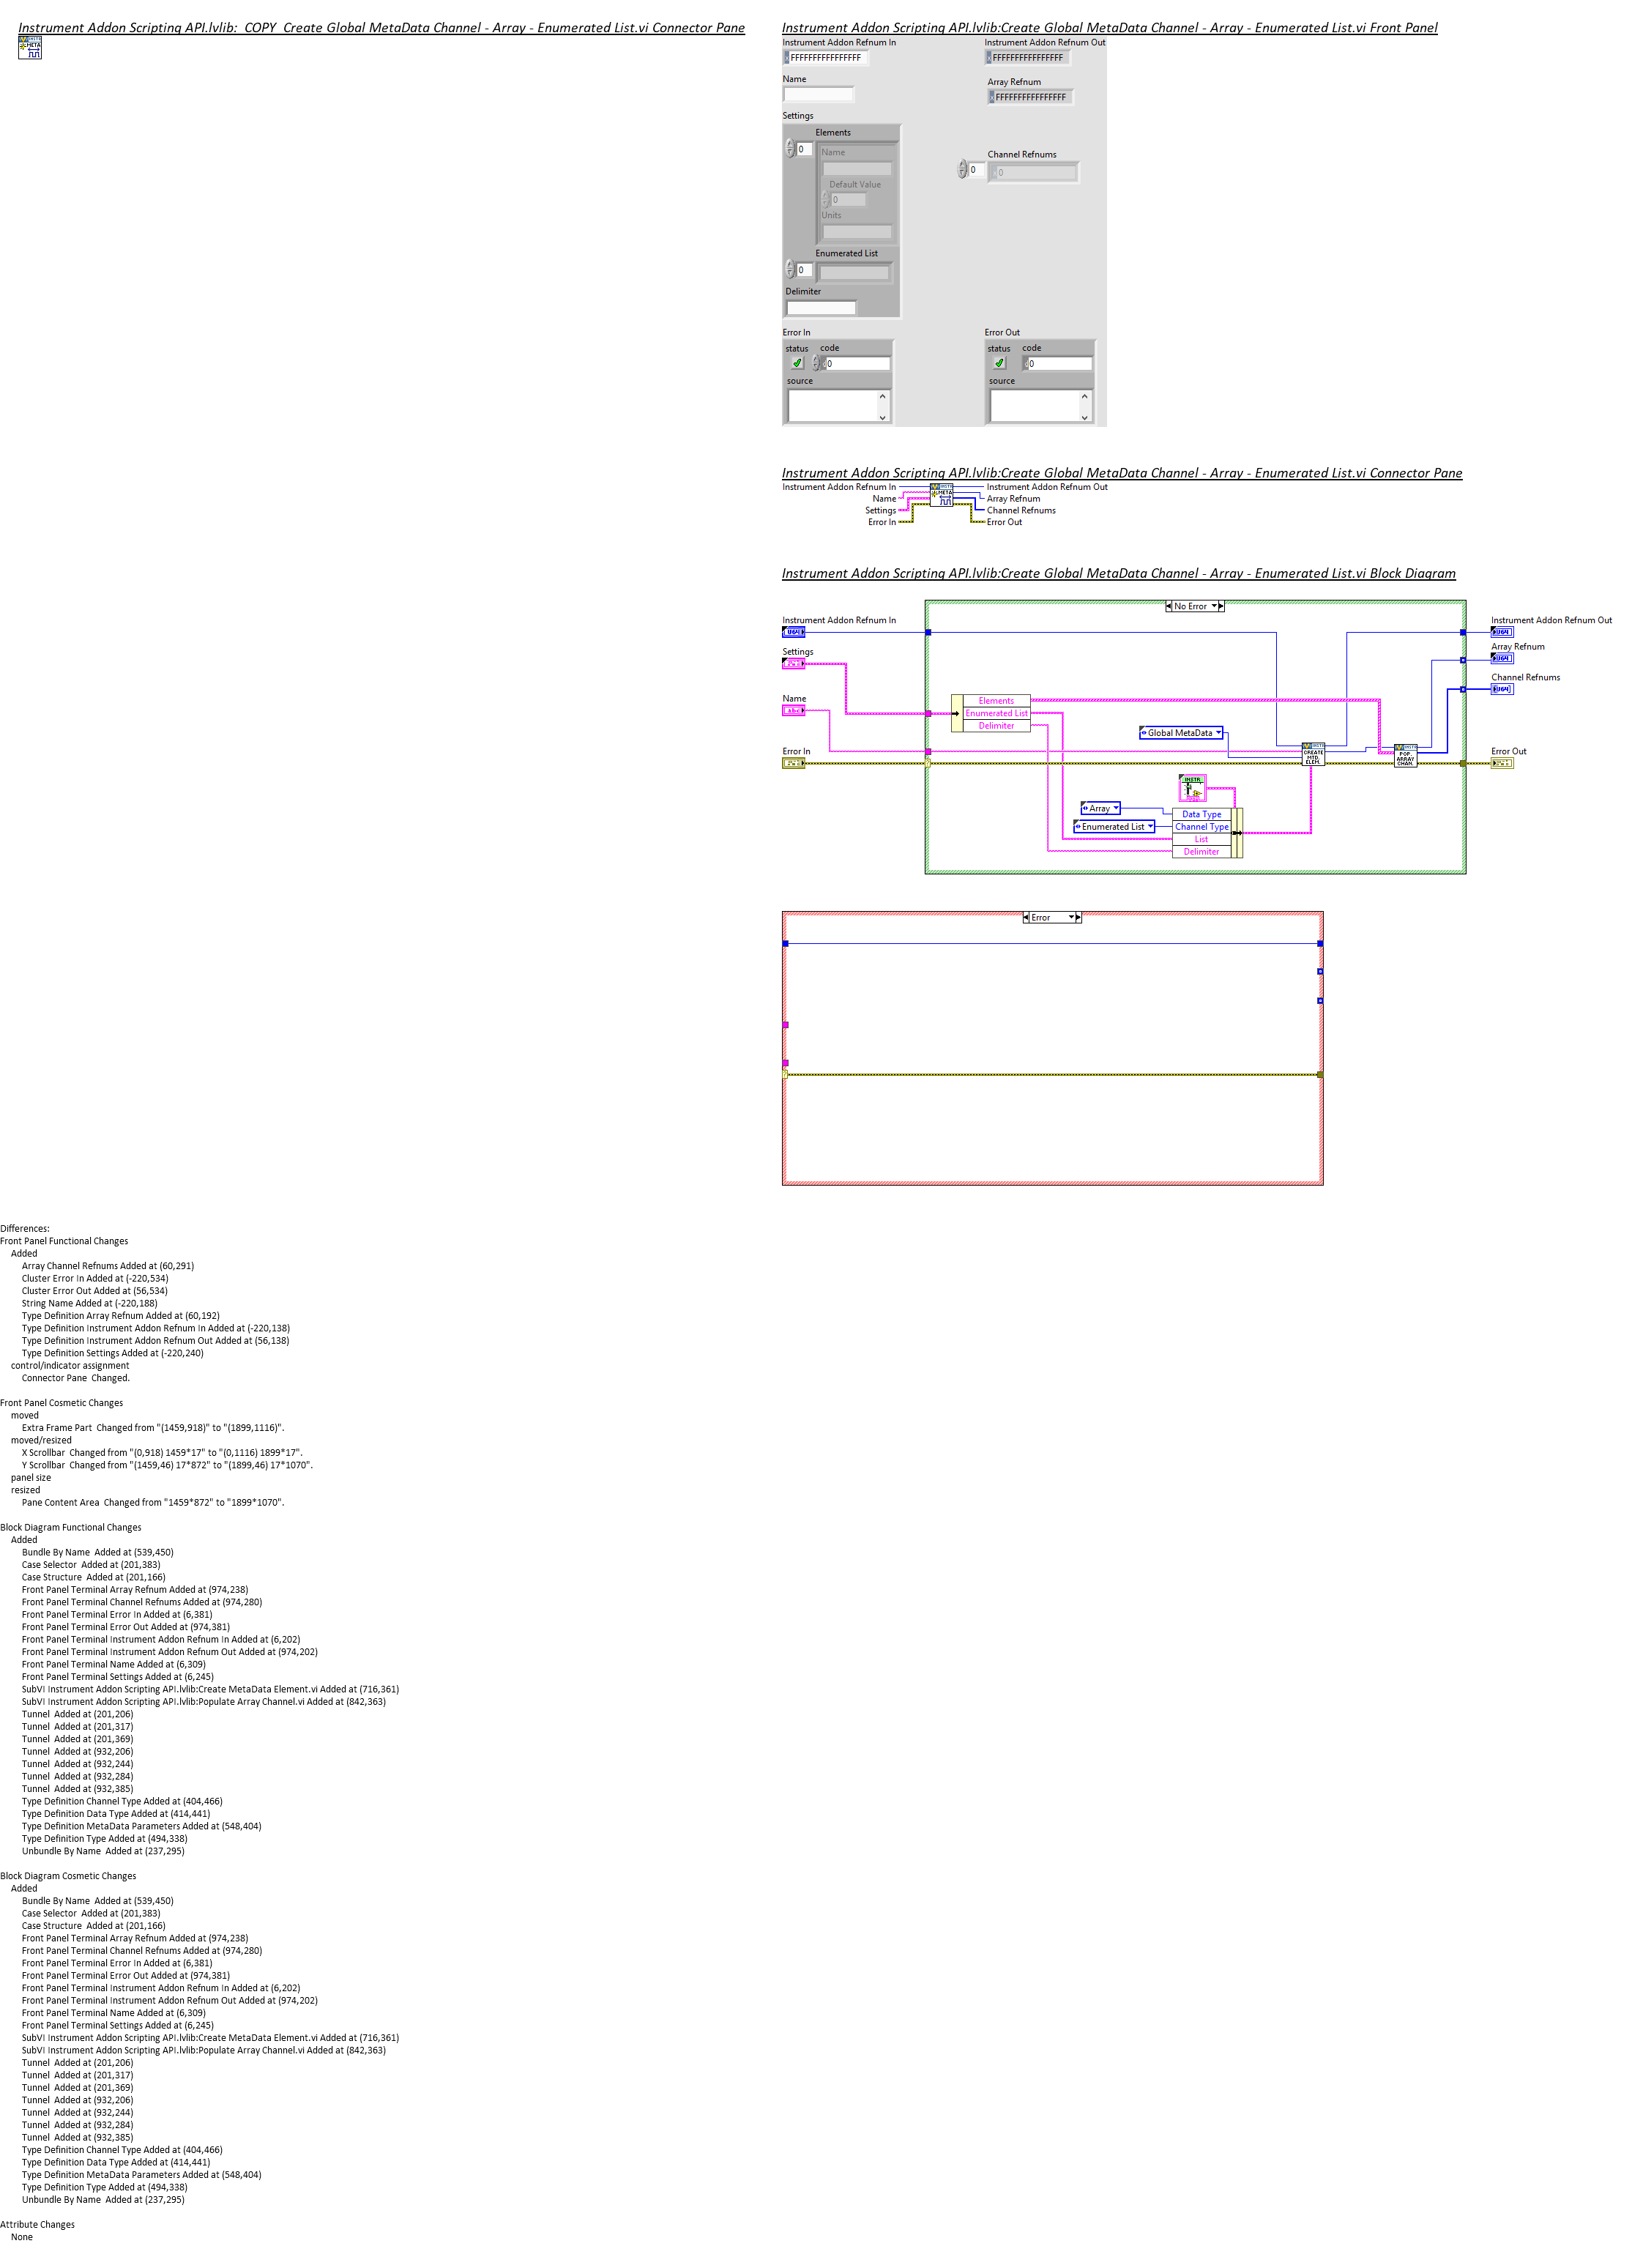 Instrument Addon Scripting API.lvlib:_COPY_Create Global MetaData Channel - Array - Enumerated List.vi Connector Pane
META
Instrument Addon Scripting API.lvlib:Create Global MetaData Channel - Array - Enumerated List.vi Front Panel
Instrument Addon Refnum In
Instrument Addon Refnum Out
FFFFFFFFFFFFFFFF
FFFFFFFFFFFFFFFF
Name
Array Refnum
FFFFFFFFFFFFFFFF
Settings
Elements
0
Name
Default Value
0
Units
Channel Refnums
0
0
Enumerated List
0
Delimiter
Error In
Error Out
status code
status code
0
0
source
source
Instrument Addon Scripting API.lvlib:Create Global MetaData Channel - Array - Enumerated List.vi Connector Pane
Instrument Addon Refnum In
Instrument Addon Refnum Out
Name
META
Array Refnum
Settings
Channel Refnums
Error In
Error Out
Instrument Addon Scripting API.lvlib:Create Global MetaData Channel - Array - Enumerated List.vi Block Diagram
No Error
Instrument Addon Refnum In
Instrument Addon Refnum Out
U64
U64
Settings
Array Refnum
U64
Channel Refnums
U64
Name
abc
Elements
Enumerated List
Delimiter
Global MetaData
Error In
Error Out
INSTR
CREATE
MTD.
ELEM.
INSTR
POP.
ARRAY
CHAN.
INSTR
Array
Enumerated List
Data Type
Channel Type
List
Delimiter
Error
Differences:
Front Panel Functional Changes
Added
Array Channel Refnums Added at (60,291)
Cluster Error In Added at (-220,534)
Cluster Error Out Added at (56,534)
String Name Added at (-220,188)
Type Definition Array Refnum Added at (60,192)
Type Definition Instrument Addon Refnum In Added at (-220,138)
Type Definition Instrument Addon Refnum Out Added at (56,138)
Type Definition Settings Added at (-220,240)
control/indicator assignment
Connector Pane  Changed.
Front Panel Cosmetic Changes
moved
Extra Frame Part  Changed from "(1459,918)" to "(1899,1116)".
moved/resized
X Scrollbar  Changed from "(0,918) 1459*17" to "(0,1116) 1899*17".
Y Scrollbar  Changed from "(1459,46) 17*872" to "(1899,46) 17*1070".
panel size
resized
Pane Content Area  Changed from "1459*872" to "1899*1070".
Block Diagram Functional Changes
Added
Bundle By Name  Added at (539,450)
Case Selector  Added at (201,383)
Case Structure  Added at (201,166)
Front Panel Terminal Array Refnum Added at (974,238)
Front Panel Terminal Channel Refnums Added at (974,280)
Front Panel Terminal Error In Added at (6,381)
Front Panel Terminal Error Out Added at (974,381)
Front Panel Terminal Instrument Addon Refnum In Added at (6,202)
Front Panel Terminal Instrument Addon Refnum Out Added at (974,202)
Front Panel Terminal Name Added at (6,309)
Front Panel Terminal Settings Added at (6,245)
SubVI Instrument Addon Scripting API.lvlib:Create MetaData Element.vi Added at (716,361)
SubVI Instrument Addon Scripting API.lvlib:Populate Array Channel.vi Added at (842,363)
Tunnel  Added at (201,206)
Tunnel  Added at (201,317)
Tunnel  Added at (201,369)
Tunnel  Added at (932,206)
Tunnel  Added at (932,244)
Tunnel  Added at (932,284)
Tunnel  Added at (932,385)
Type Definition Channel Type Added at (404,466)
Type Definition Data Type Added at (414,441)
Type Definition MetaData Parameters Added at (548,404)
Type Definition Type Added at (494,338)
Unbundle By Name  Added at (237,295)
Block Diagram Cosmetic Changes
Added
Bundle By Name  Added at (539,450)
Case Selector  Added at (201,383)
Case Structure  Added at (201,166)
Front Panel Terminal Array Refnum Added at (974,238)
Front Panel Terminal Channel Refnums Added at (974,280)
Front Panel Terminal Error In Added at (6,381)
Front Panel Terminal Error Out Added at (974,381)
Front Panel Terminal Instrument Addon Refnum In Added at (6,202)
Front Panel Terminal Instrument Addon Refnum Out Added at (974,202)
Front Panel Terminal Name Added at (6,309)
Front Panel Terminal Settings Added at (6,245)
SubVI Instrument Addon Scripting API.lvlib:Create MetaData Element.vi Added at (716,361)
SubVI Instrument Addon Scripting API.lvlib:Populate Array Channel.vi Added at (842,363)
Tunnel  Added at (201,206)
Tunnel  Added at (201,317)
Tunnel  Added at (201,369)
Tunnel  Added at (932,206)
Tunnel  Added at (932,244)
Tunnel  Added at (932,284)
Tunnel  Added at (932,385)
Type Definition Channel Type Added at (404,466)
Type Definition Data Type Added at (414,441)
Type Definition MetaData Parameters Added at (548,404)
Type Definition Type Added at (494,338)
Unbundle By Name  Added at (237,295)
Attribute Changes
None